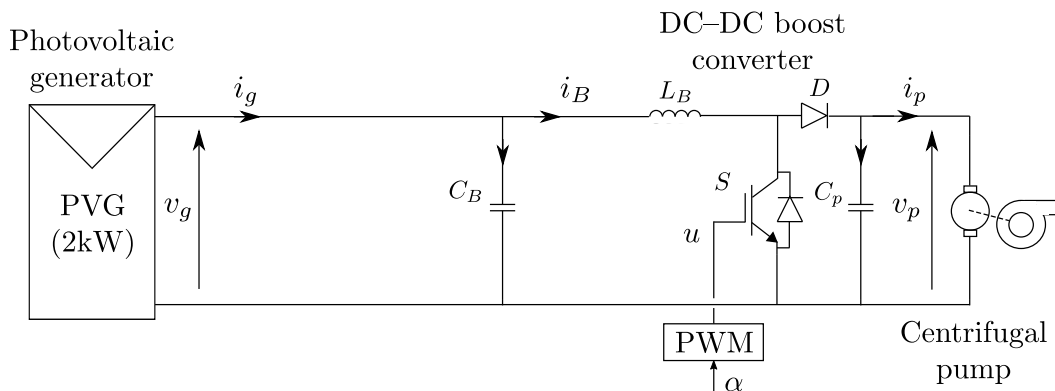 DC–DC boost
converter
Photovoltaic
generator
i_g
i_B
L_B
D
i_p
PVG
(2kW)
v_g
C_B
S
C_p
v_p
u
PWM
α
Centrifugal
pump